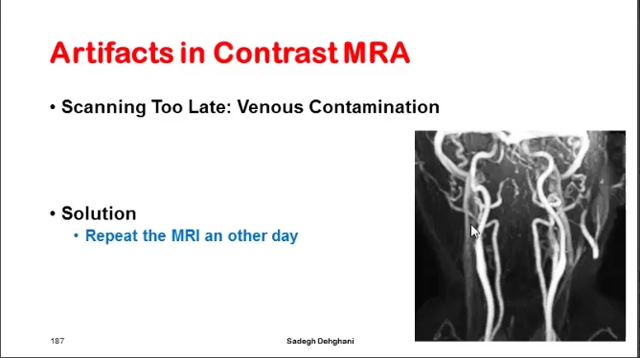 Artifacts in Contrast MRA
• Scanning Too Late: Venous Contamination
• Solution
• Repeat the MRI an other day
187
Sadegh Dehghani